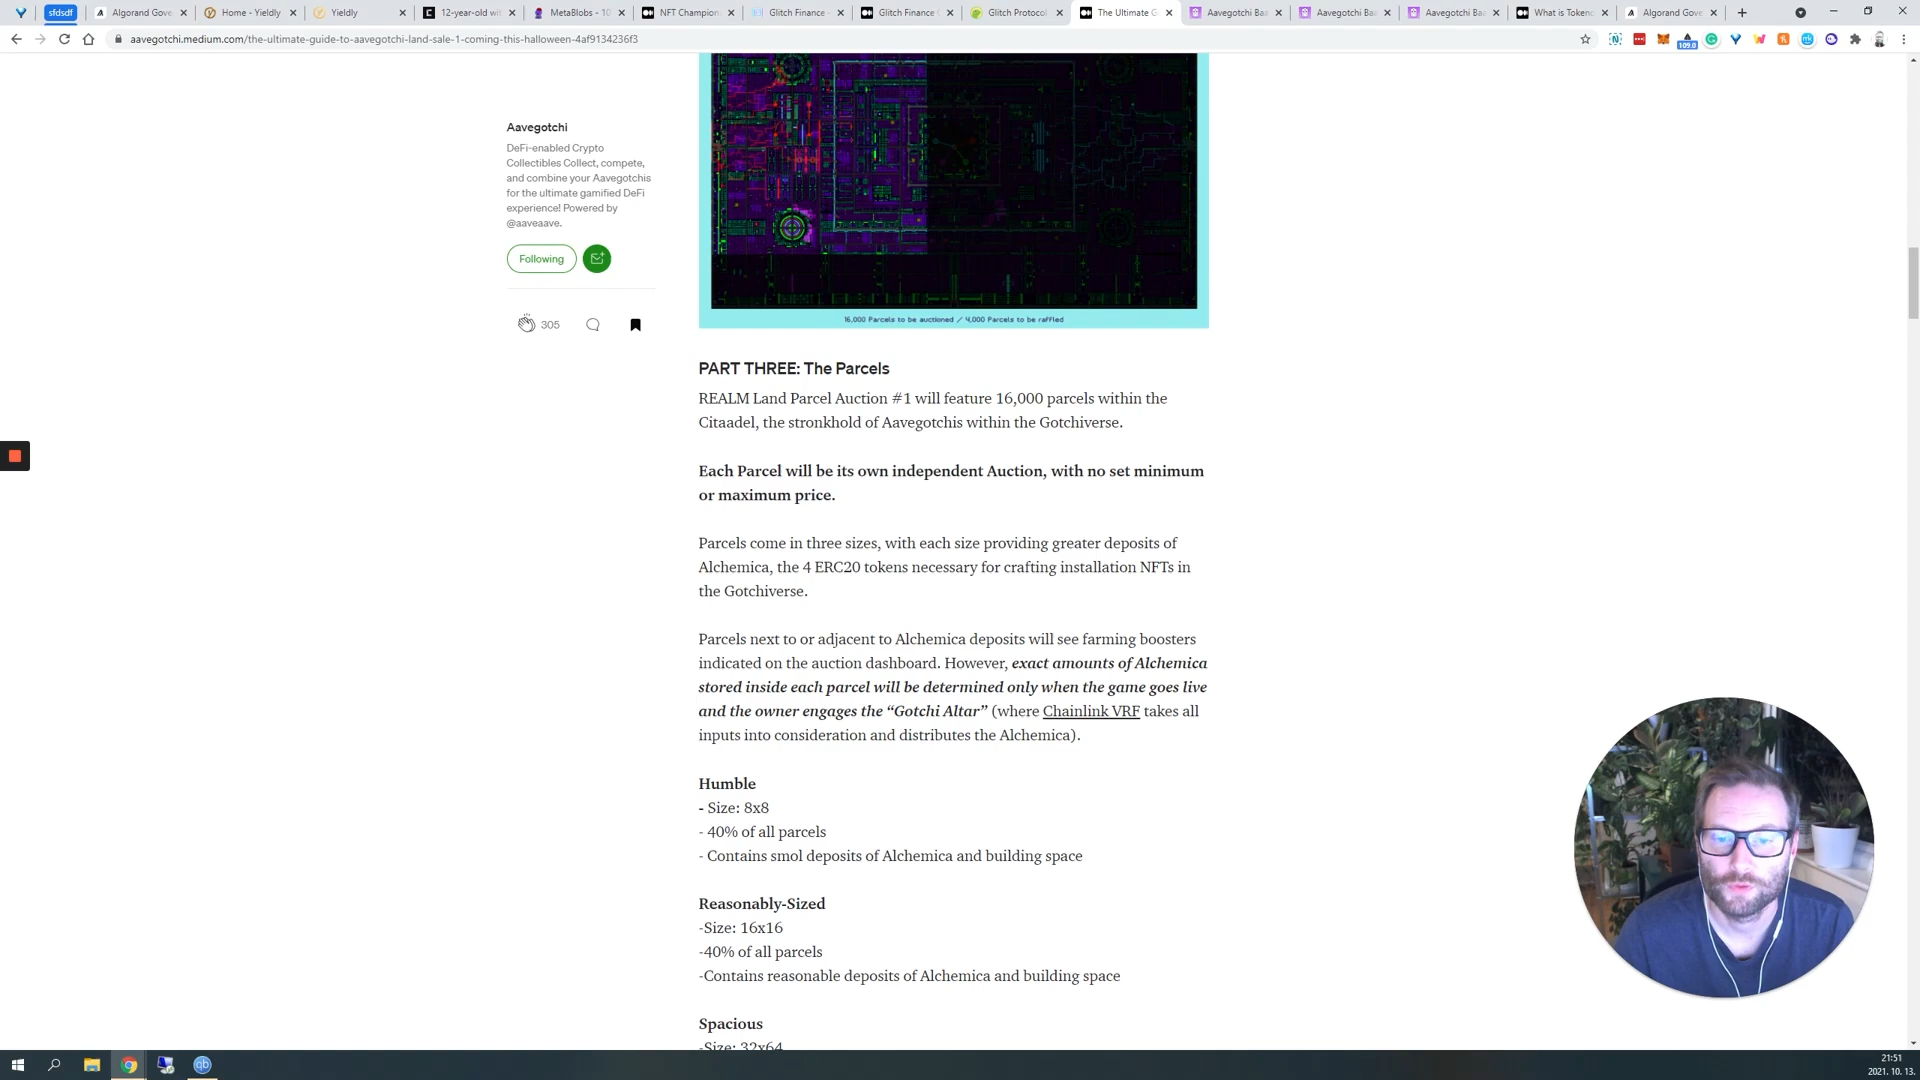 sfdsdf
Algorand Gove
Home - Yieldly
Yieldly
12-year-old wit
MetaBlobs - 10
NFT Champion
Glitch Finance -
Glitch Finance
Glitch Protocol
The Ultimate G
Aavegotchi Baa
Aavegotchi Baa
Aavegotchi Baa
What is Tokeno
Algorand Gove
aavegotchi.medium.com/the-ultimate-guide-to-aavegotchi-land-sale-1-coming-this-halloween-4af9134236f3
109.0
Aavegotchi
DeFi-enabled Crypto
Collectibles Collect, compete,
and combine your Aavegotchis
for the ultimate gamified DeFi
experience! Powered by
@aaveaave.
Following
305
16,000 Parcels to be auctioned / 4,000 Parcels to be raffled
PART THREE: The Parcels
REALM Land Parcel Auction #1 will feature 16,000 parcels within the
Citaadel, the stronkhold of Aavegotchis within the Gotchiverse.
Each Parcel will be its own independent Auction, with no set minimum
or maximum price.
Parcels come in three sizes, with each size providing greater deposits of
Alchemica, the 4 ERC20 tokens necessary for crafting installation NFTs in
the Gotchiverse.
Parcels next to or adjacent to Alchemica deposits will see farming boosters
indicated on the auction dashboard. However, exact amounts of Alchemica
stored inside each parcel will be determined only when the game goes live
and the owner engages the “Gotchi Altar” (where Chainlink VRF takes all
inputs into consideration and distributes the Alchemica).
Humble
- Size: 8x8
- 40% of all parcels
- Contains smol deposits of Alchemica and building space
Reasonably-Sized
-Size: 16x16
-40% of all parcels
-Contains reasonable deposits of Alchemica and building space
Spacious
-Size: 32x64
qb
21:51
2021. 10. 13.